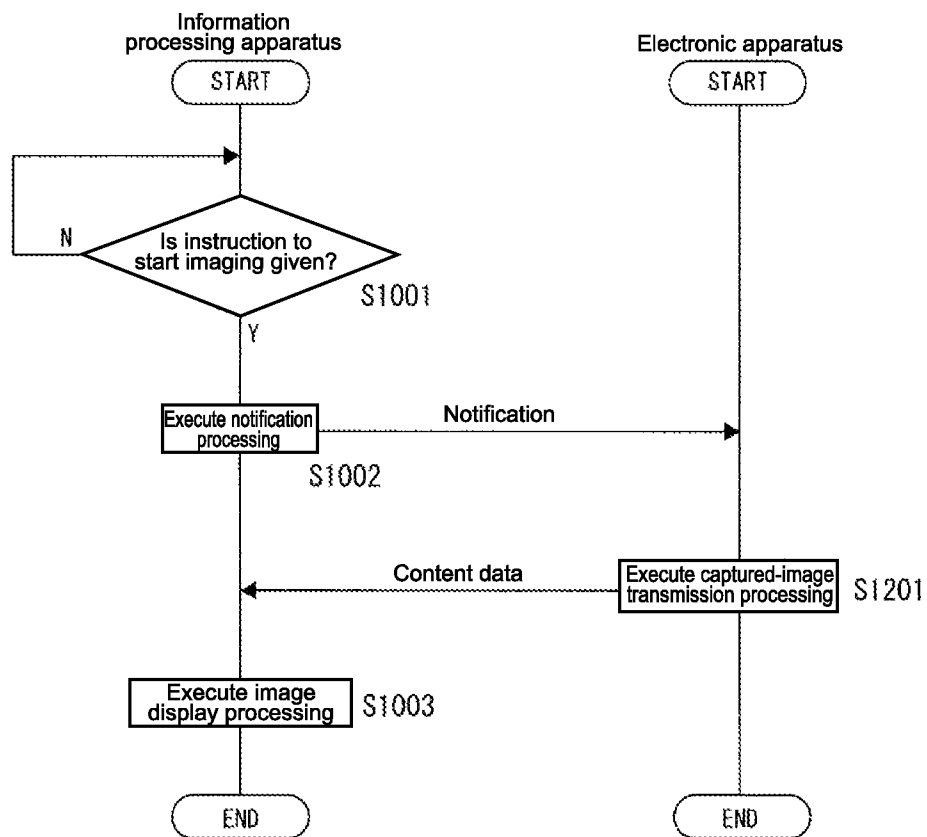 Information
processing apparatus
Electronic apparatus
START
START
N
Is instruction to
start imaging given?
S1001
Y
Execute notification
processing
Notification
S1002
Content data
Execute captured-image
transmission processing
S1201
Execute image
display processing
S1003
END
END